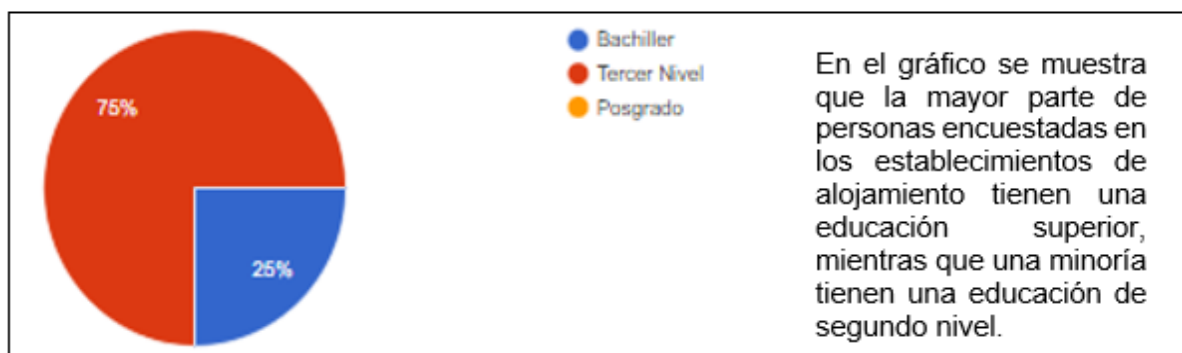 75%
25%
Bachiller
Tercer Nivel
Posgrado
En el gráfico se muestra
que la mayor parte de
personas encuestadas en
los establecimientos de
alojamiento tienen una
educación superior,
mientras que una minoría
tienen una educación de
segundo nivel.